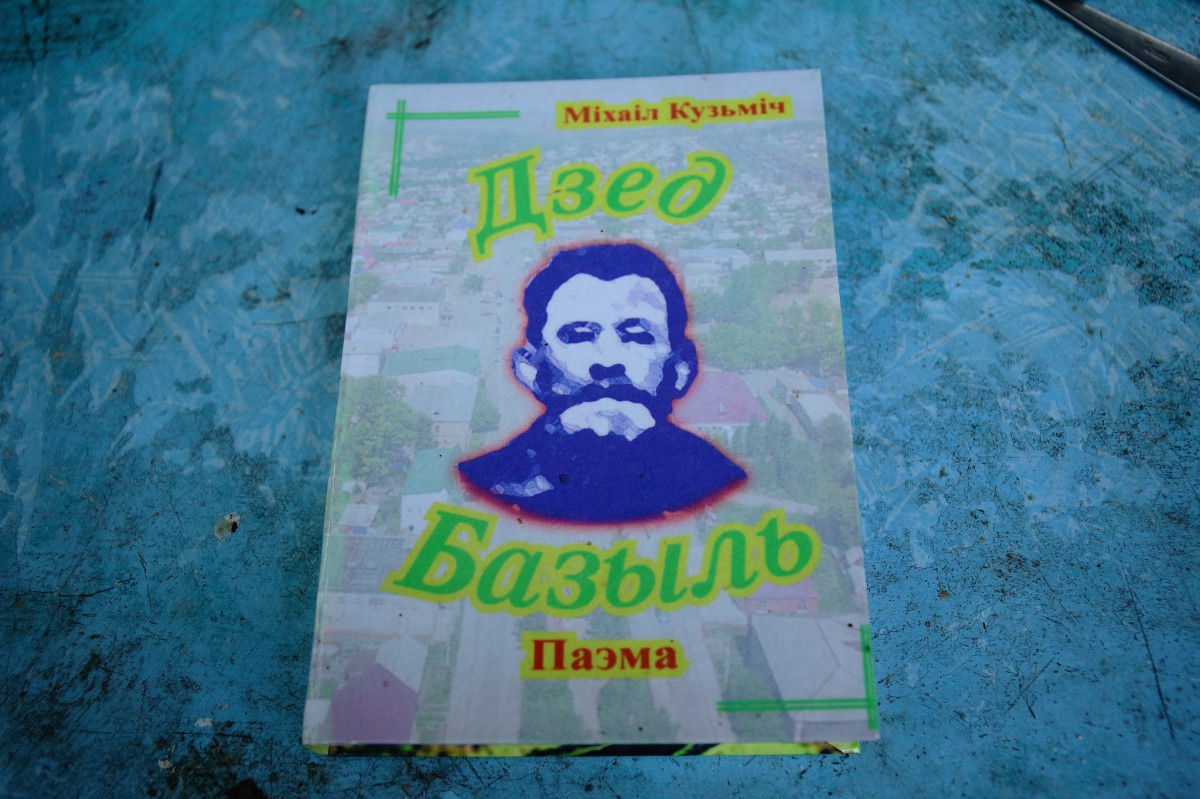 Міхаіл Кузьміч
Дзед
Базыль
Паэма